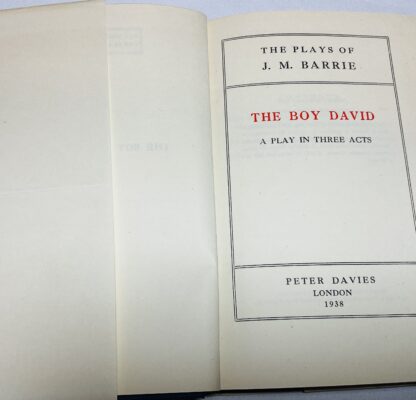 THE PLAYS OF
J. M. BARRIE
THE BOY DAVID
A PLAY IN THREE ACTS
PETER DAVIES
LONDON
1938